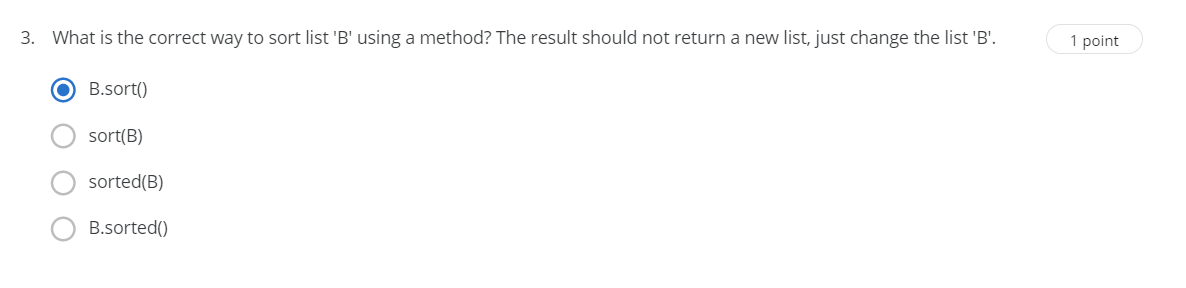 3. What is the correct way to sort list 'B' using a method? The result should not return a new list, just change the list 'B'.
1 point
B.sort()
sort(B)
sorted(B)
B.sorted()